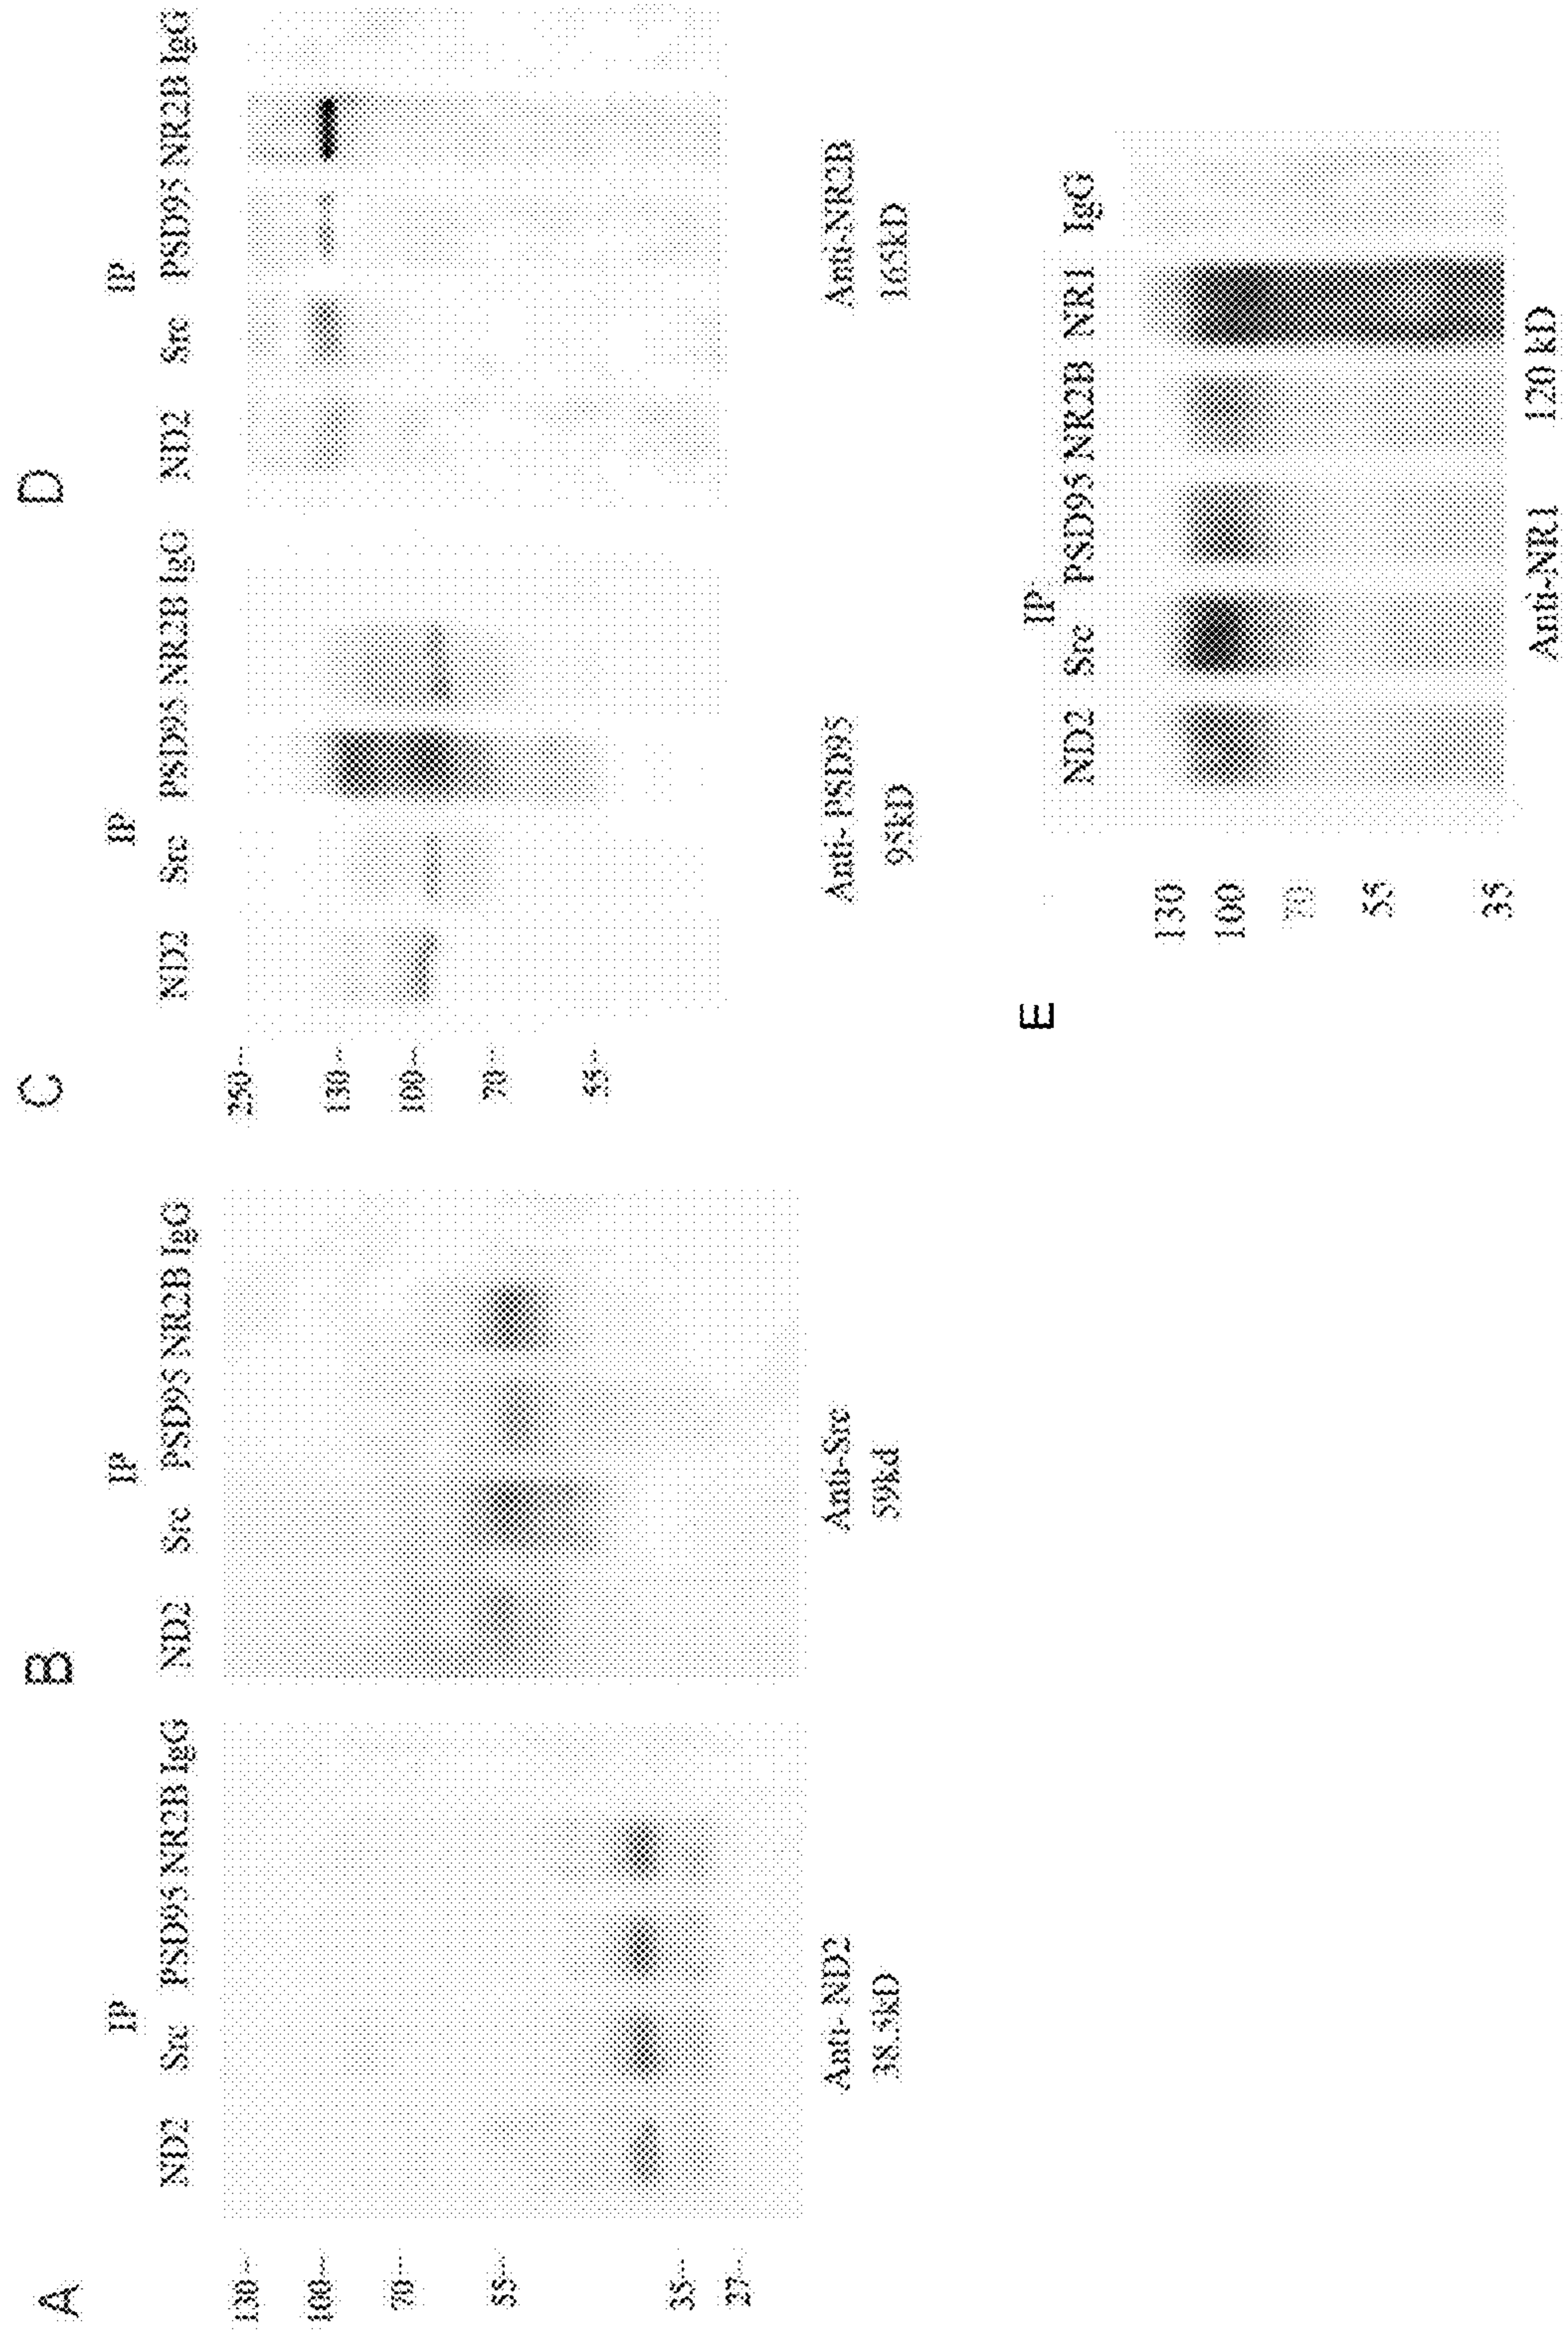 A
IP
ND2 Src PSD95 NR2B IgG
130
100
70
55
35
27
Anti- ND2
38.5kD
B
IP
ND2 Src PSD95 NR2B IgG
Anti-Src
59kd
C
IP
ND2 Src PSD95 NR2B IgG
250
130
100
70
55
Anti- PSD95
95kD
D
IP
ND2 Src PSD95 NR2B IgG
Anti-NR2B
165kD
E
IP
ND2 Src PSD95 NR2B NR1 IgG
130
100
70
55
35
Anti-NR1 120 kD